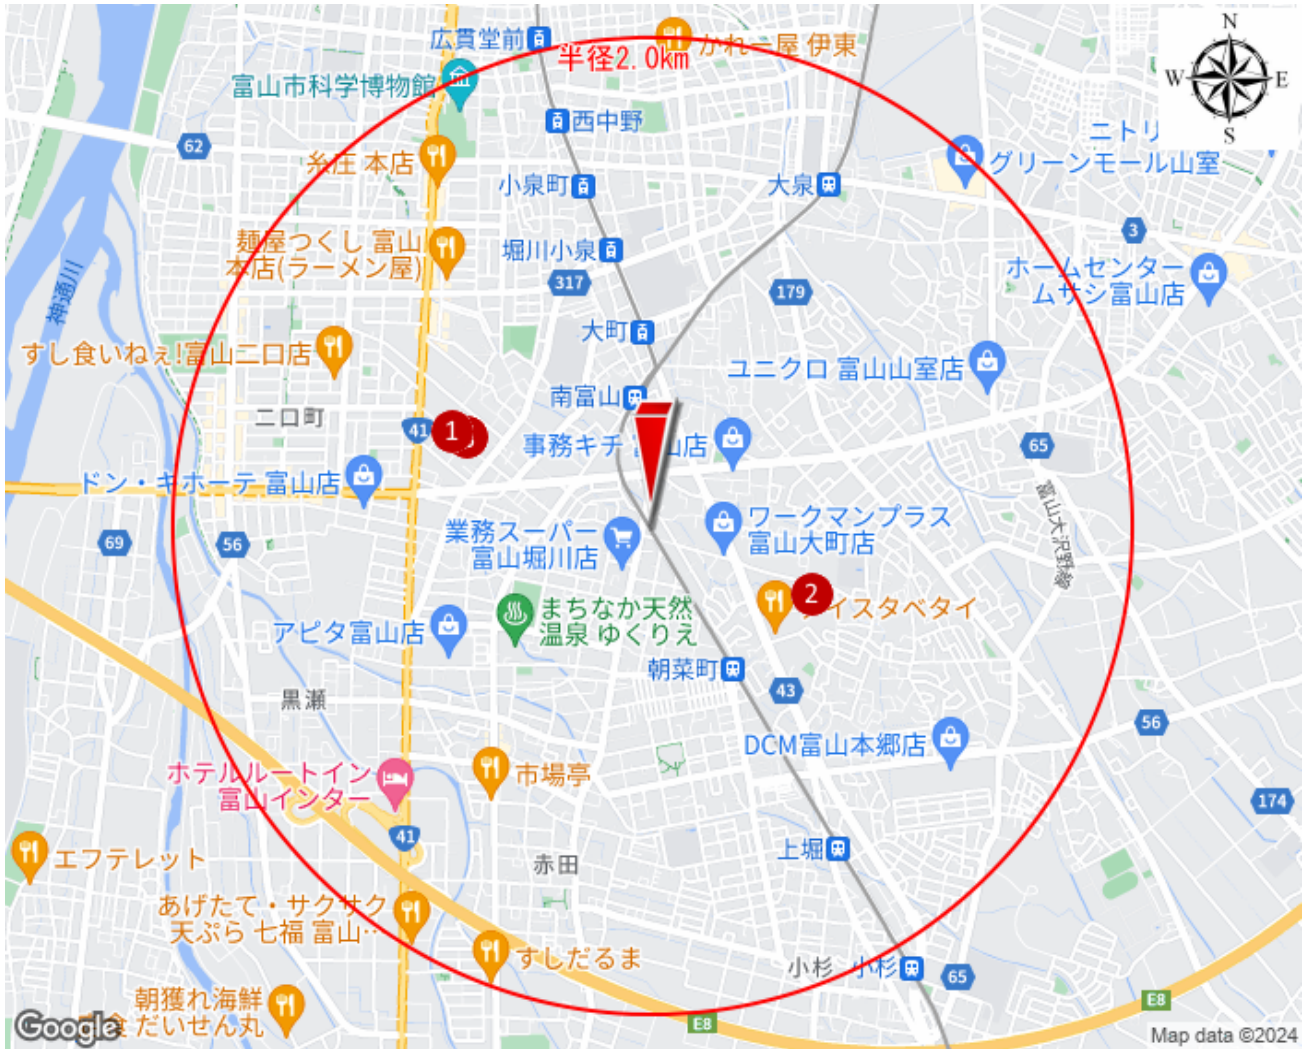 N
W
E
S
広貫堂前
かれー屋 伊東
半径2.0km
富山市科学博物館
西中野
ニトリ
グリーンモール山室
62
糸庄 本店
小泉町
大泉
3
麺屋つくし 富山
本店(ラーメン屋)
堀川小泉
317
179
ホームセンター
ムサシ富山店
神通川
大町
すし食いねぇ!富山二口店
ユニクロ 富山山室店
南富山
二口町
41
1
事務キチ 富山店
65
ドン・キホーテ 富山店
富山大沢野線
69
56
業務スーパー
富山堀川店
ワークマンプラス
富山大町店
2
アイスタベタイ
まちなか天然
温泉 ゆくりえ
アピタ富山店
朝菜町
43
黒瀬
56
DCM富山本郷店
ホテルルートイン
富山インター
市場亭
174
41
上堀
エフテレット
赤田
あげたて・サクサク
天ぷら 七福 富山…
すしだるま
小杉
小杉
65
朝獲れ海鮮
食 だいせん丸
E8
E8
Google
Map data ©2024